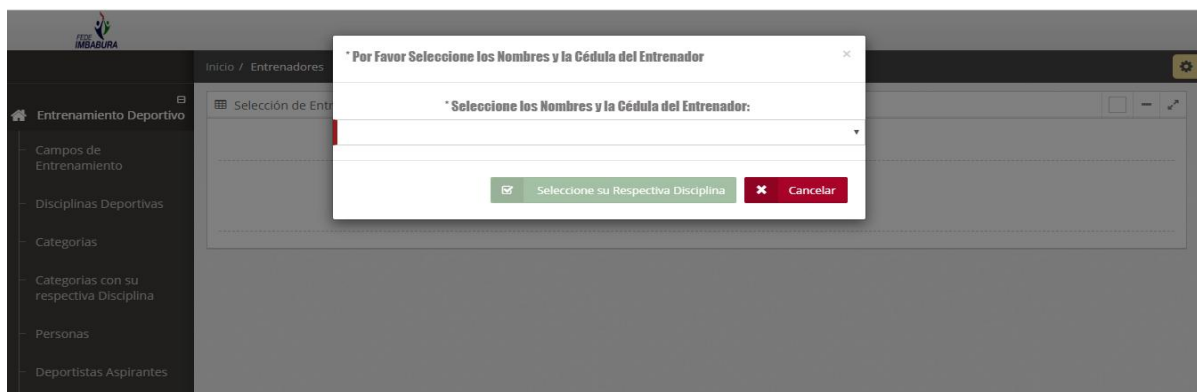 FEDE
IMBABURA
* Por Favor Seleccione los Nombres y la Cédula del Entrenador
×
Inicio / Entrenadores
Selección de Entr
* Seleccione los Nombres y la Cédula del Entrenador:
Seleccione su Respectiva Disciplina
Cancelar
Entrenamiento Deportivo
Campos de
Entrenamiento
Disciplinas Deportivas
Categorias
Categorias con su
respectiva Disciplina
Personas
Deportistas Aspirantes